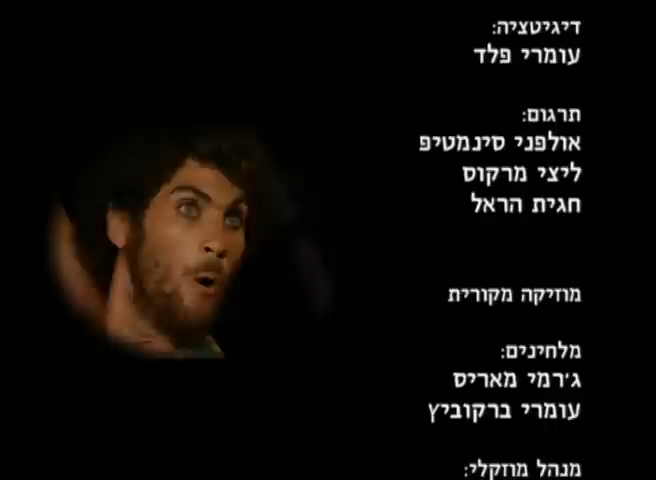 דיגיטציה:
עומרי פלד
תרגום:
אולפני סינמטיפ
ליצי מרקוס
חגית הראל
מוזיקה מקורית
מלחינים:
ג'רמי מאריס
עומרי ברקוביץ
מנהל מוזקלי: